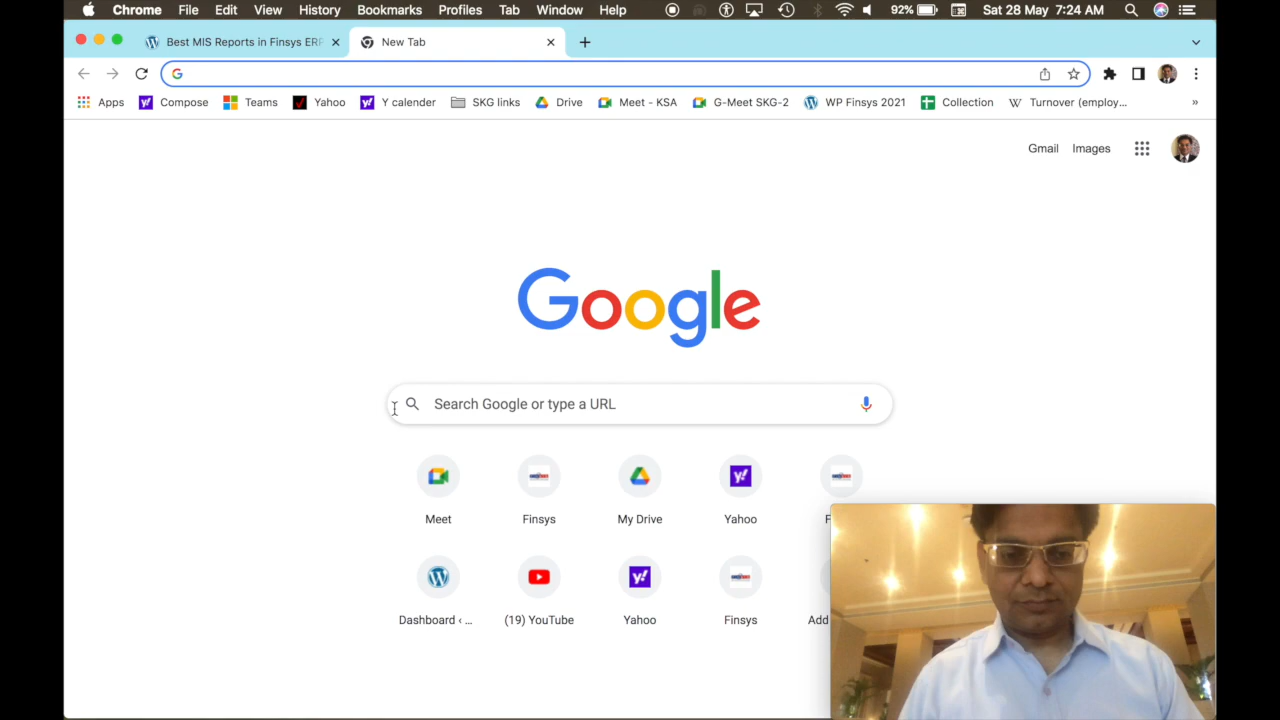 Chrome File Edit View History Bookmarks Profiles Tab Window Help 92% Sat 28 May 7:24 AM
Best MIS Reports in Finsys ERP New Tab
Apps Compose Teams Yahoo Y calender SKG links Drive Meet - KSA G-Meet SKG-2 WP Finsys 2021 Collection Turnover (employ... »
Gmail Images
Google
Search Google or type a URL
Meet Finsys My Drive Yahoo
Dashboard ‹ ... (19) YouTube Yahoo Finsys Add